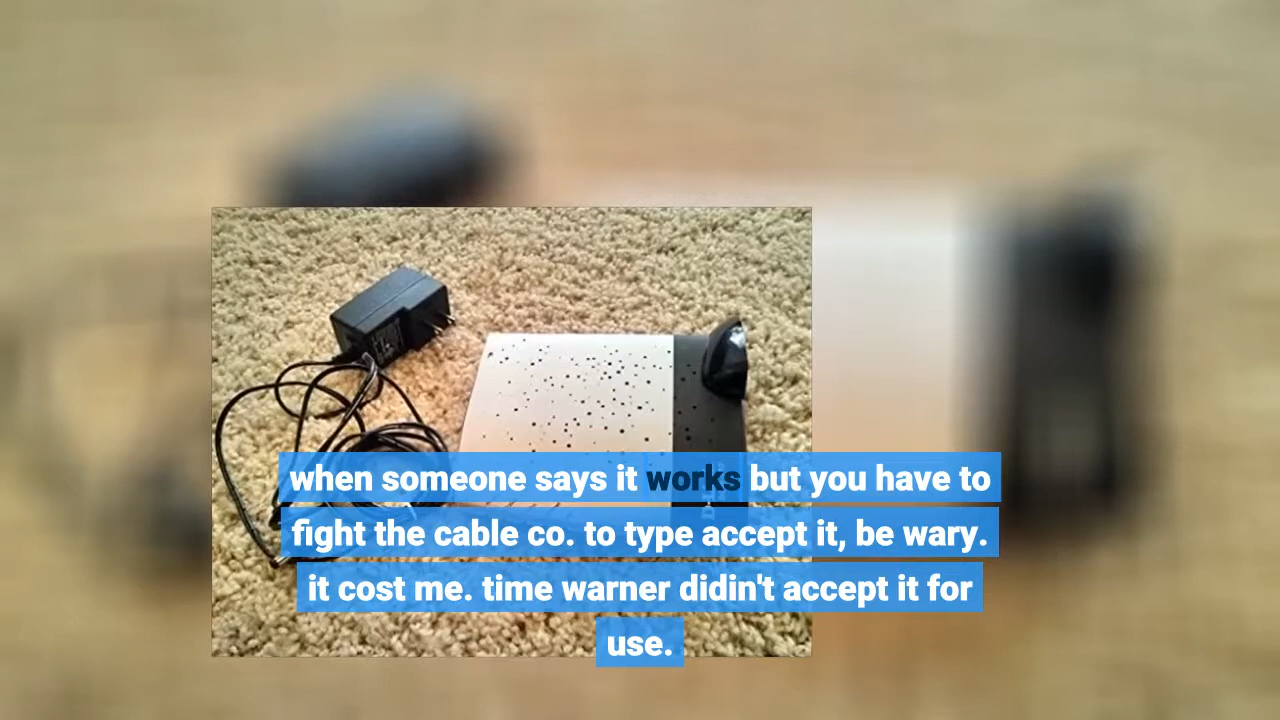 when someone says it works but you have to
fight the cable co. to type accept it, be wary.
it cost me. time warner didin't accept it for
use.